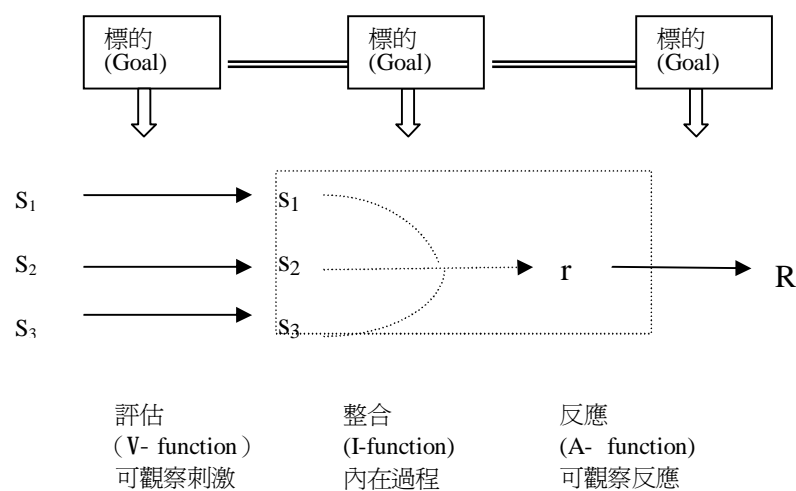 標的 標的 標的
(Goal) (Goal) (Goal)
S₁ s₁
S₂ s₂ r R
S₃ s₃
評估 整合 反應
(V- function) (I-function) (A- function)
可觀察刺激 內在過程 可觀察反應